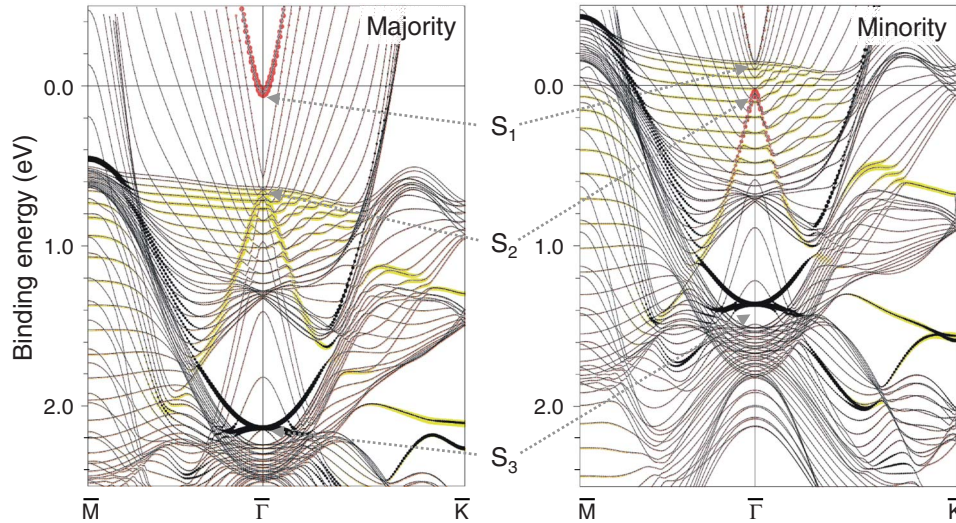 Majority
Minority
Binding energy (eV)
0.0
1.0
2.0
0.0
1.0
2.0
S1
S2
S3
M̅
Γ̅
K̅
M̅
Γ̅
K̅